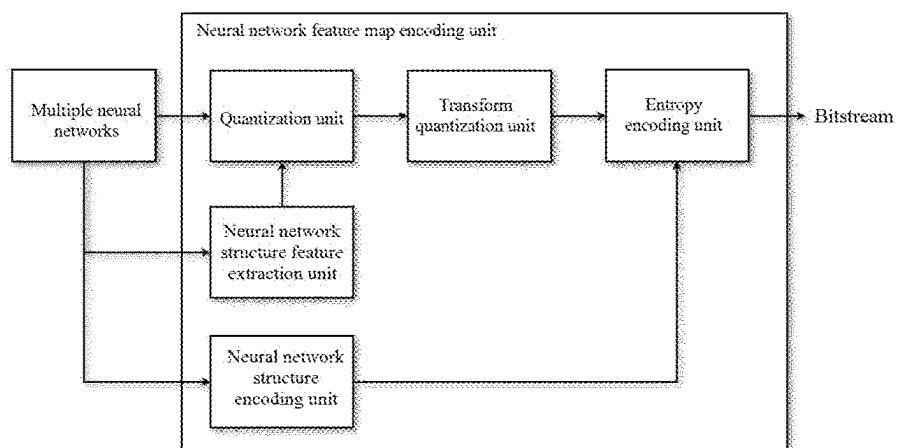 Neural network feature map encoding unit
Multiple neural
networks
Quantization unit
Transform
quantization unit
Entropy
encoding unit
Bitstream
Neural network
structure feature
extraction unit
Neural network
structure
encoding unit